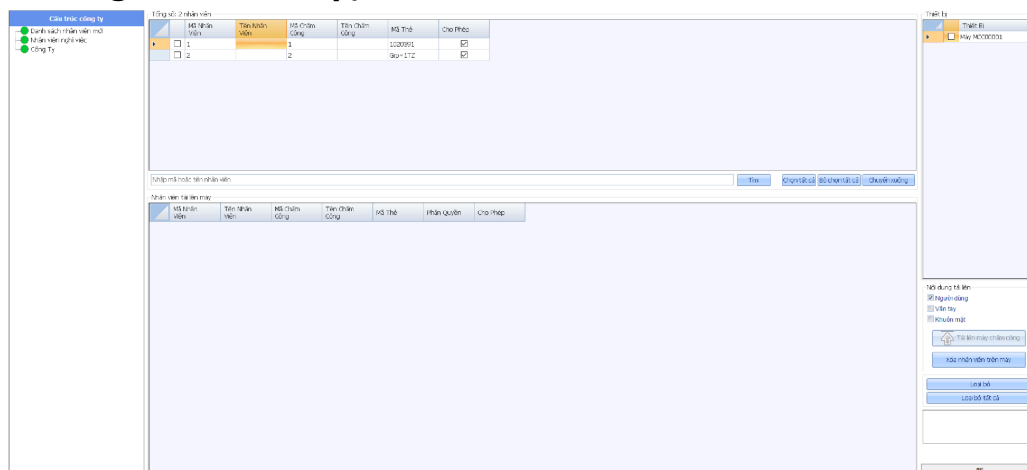 Cấu trúc công ty
Danh sách nhân viên mới
Nhân viên nghỉ việc
Công Ty
Tổng số: 2 nhân viên
Mã Nhân Viên
Tên Nhân Viên
Mã Chấm Công
Tên Chấm Công
Mã Thẻ
Cho Phép
1
1
1020391
2
2
Thiết bị
Thiết Bị
Máy M0000001
Nhập mã hoặc tên nhân viên
Tìm
Chọn tất cả
Bỏ chọn tất cả
Chuyển xuống
Nhân viên tải lên máy
Mã Nhân Viên
Tên Nhân Viên
Mã Chấm Công
Tên Chấm Công
Mã Thẻ
Phân Quyền
Cho Phép
Nội dung tải lên
Người dùng
Vân tay
Khuôn mặt
Tải lên máy chấm công
Xóa nhân viên trên máy
Loại bỏ
Loại bỏ tất cả